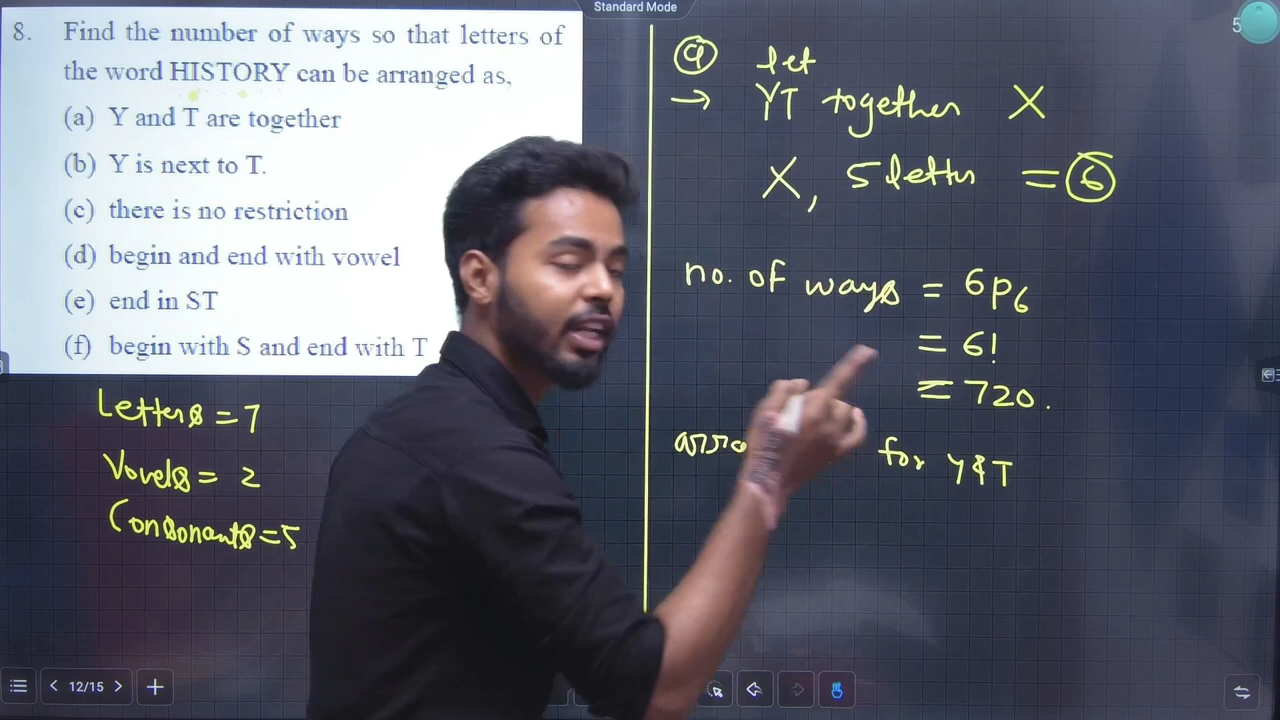 Standard Mode
8. Find the number of ways so that letters of
the word HISTORY can be arranged as,
(a) Y and T are together
(b) Y is next to T.
(c) there is no restriction
(d) begin and end with vowel
(e) end in ST
(f) begin with S and end with T
Letters = 7
Vowels = 2
Consonants = 5
5
(a) let
→ YT together X
X, 5 letter = 6
no. of ways = 6P6
= 6!
= 720.
for Y & T
12/15